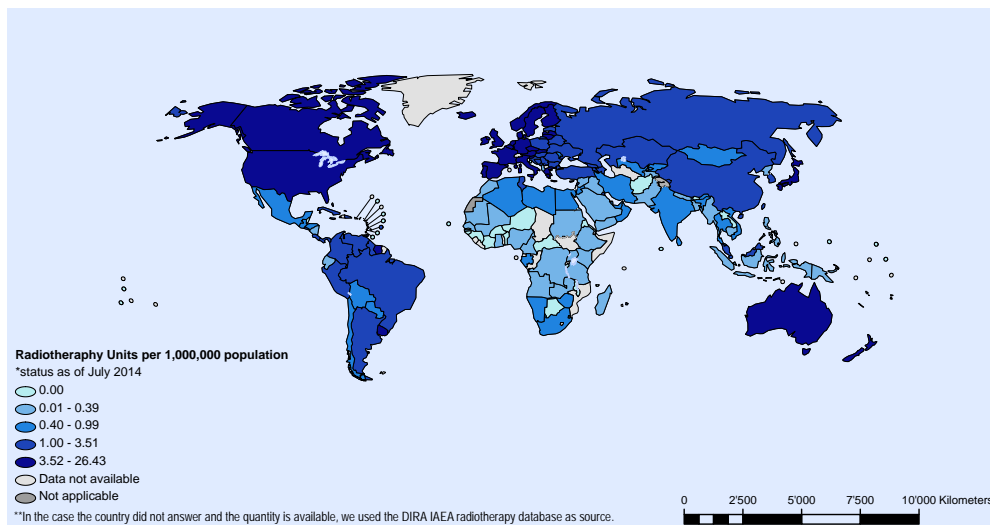 Radiotheraphy Units per 1,000,000 population
*status as of July 2014
0.00
0.01 - 0.39
0.40 - 0.99
1.00 - 3.51
3.52 - 26.43
Data not available
Not applicable
0 2'500 5'000 7'500 10'000 Kilometers
**In the case the country did not answer and the quantity is available, we used the DIRA IAEA radiotherapy database as source.